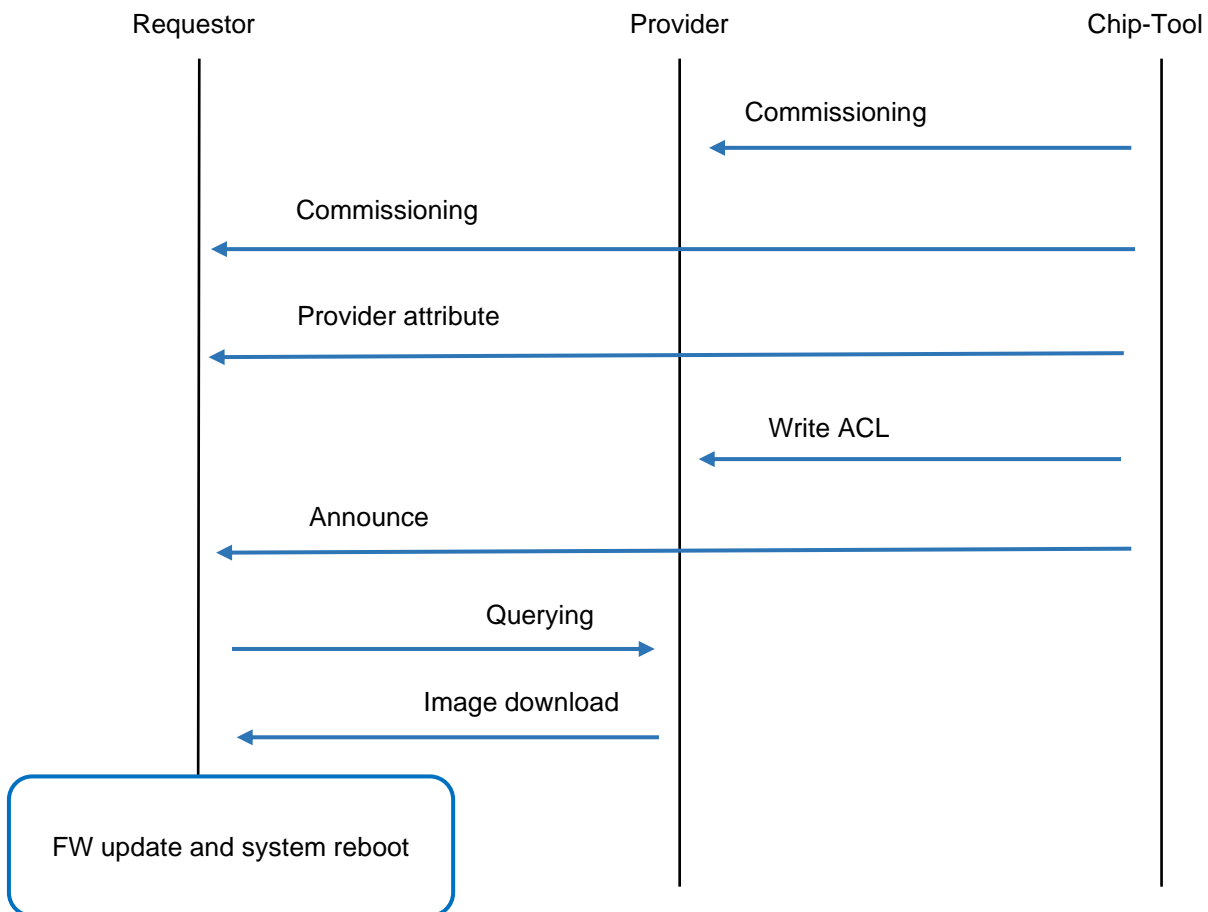 Requestor
Provider
Chip-Tool
Commissioning
Commissioning
Provider attribute
Write ACL
Announce
Querying
Image download
FW update and system reboot